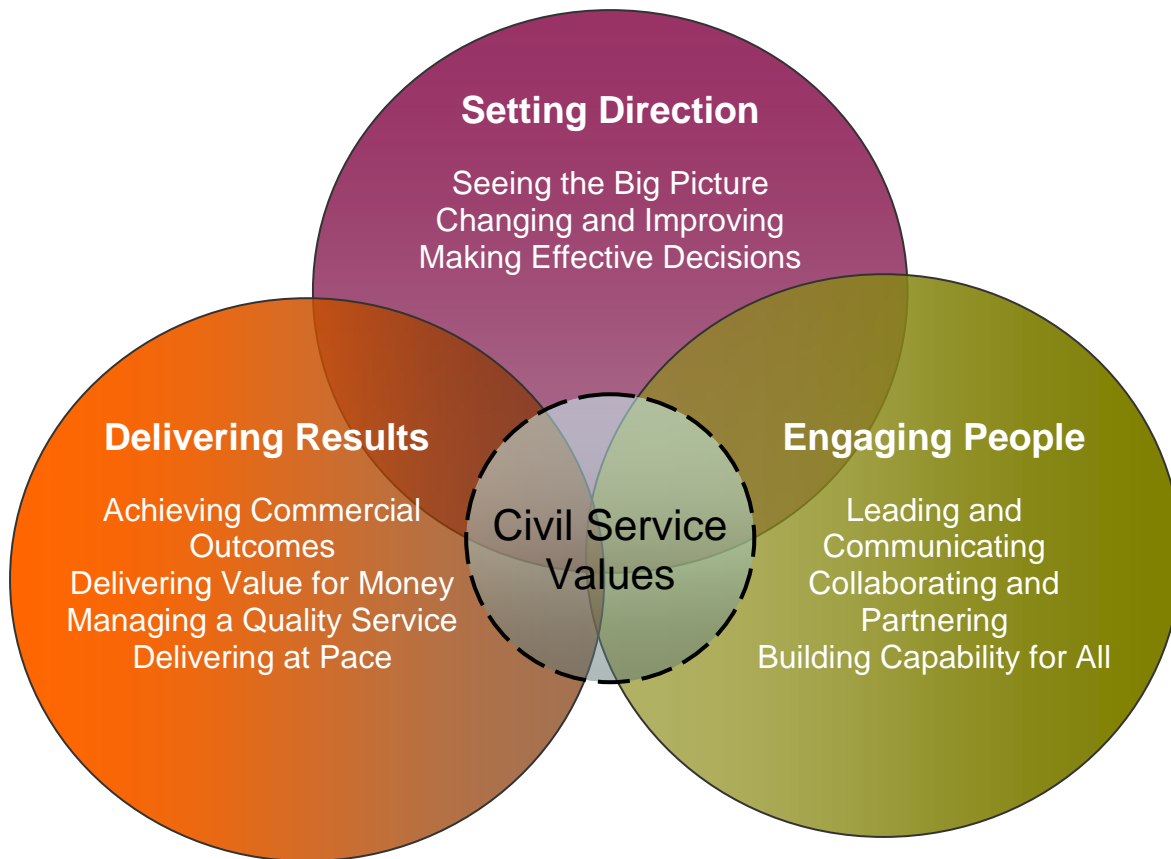 Setting Direction
Seeing the Big Picture
Changing and Improving
Making Effective Decisions
Delivering Results
Achieving Commercial
Outcomes
Delivering Value for Money
Managing a Quality Service
Delivering at Pace
Civil Service
Values
Engaging People
Leading and
Communicating
Collaborating and
Partnering
Building Capability for All